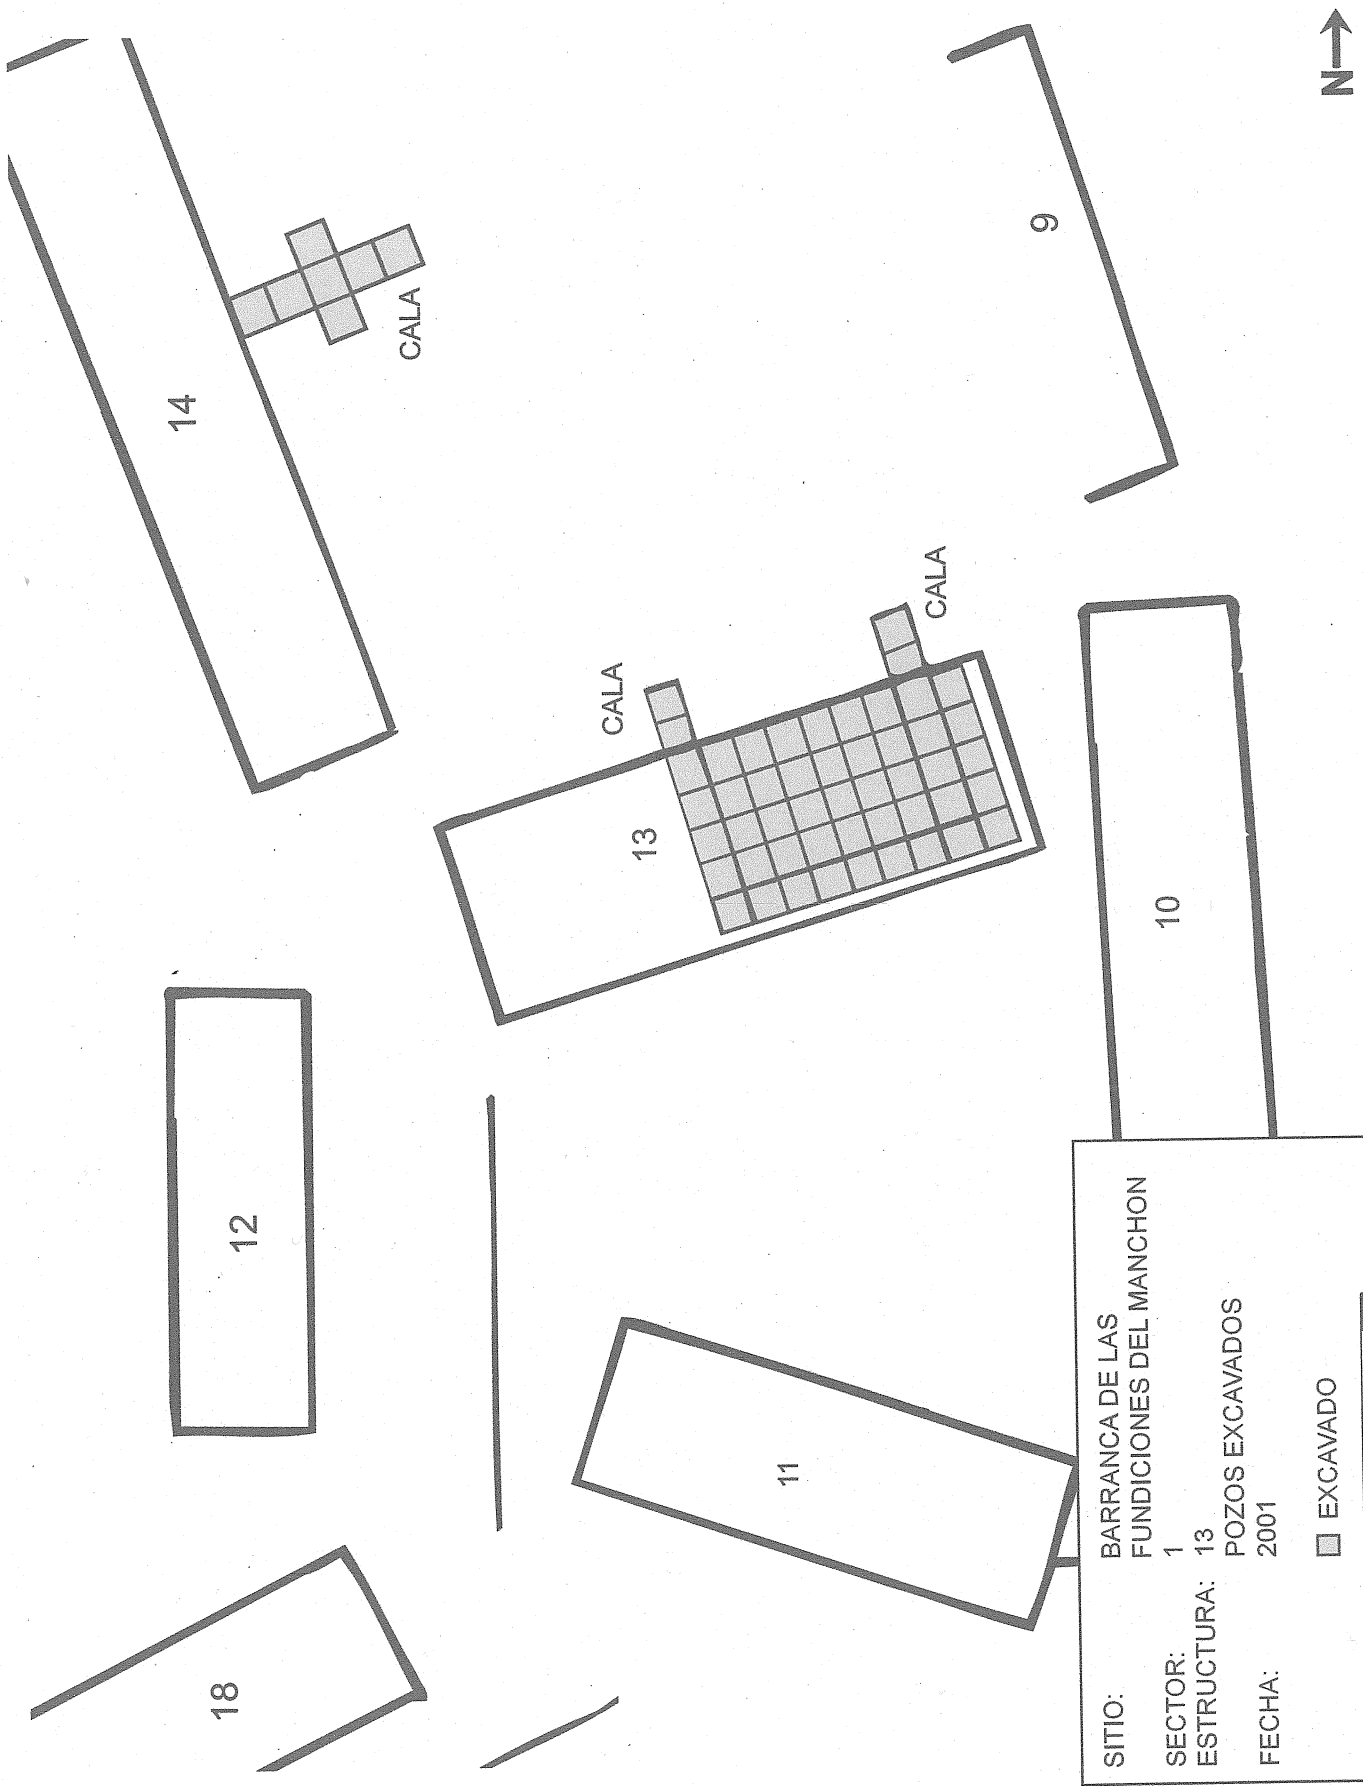 18
12
14
11
13
CALA
CALA
CALA
10
9
SITIO: BARRANCA DE LAS
FUNDICIONES DEL MANCHON
SECTOR: 1
ESTRUCTURA: 13
POZOS EXCAVADOS
FECHA: 2001
EXCAVADO
N